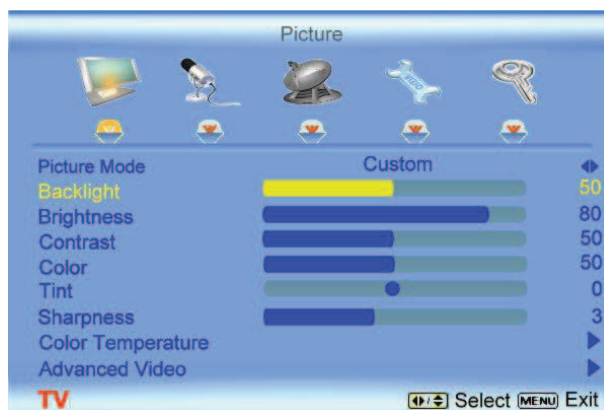 Picture
VIZIO
Picture Mode Custom
Backlight 50
Brightness 80
Contrast 50
Color 50
Tint 0
Sharpness 3
Color Temperature
Advanced Video
TV Select MENU Exit